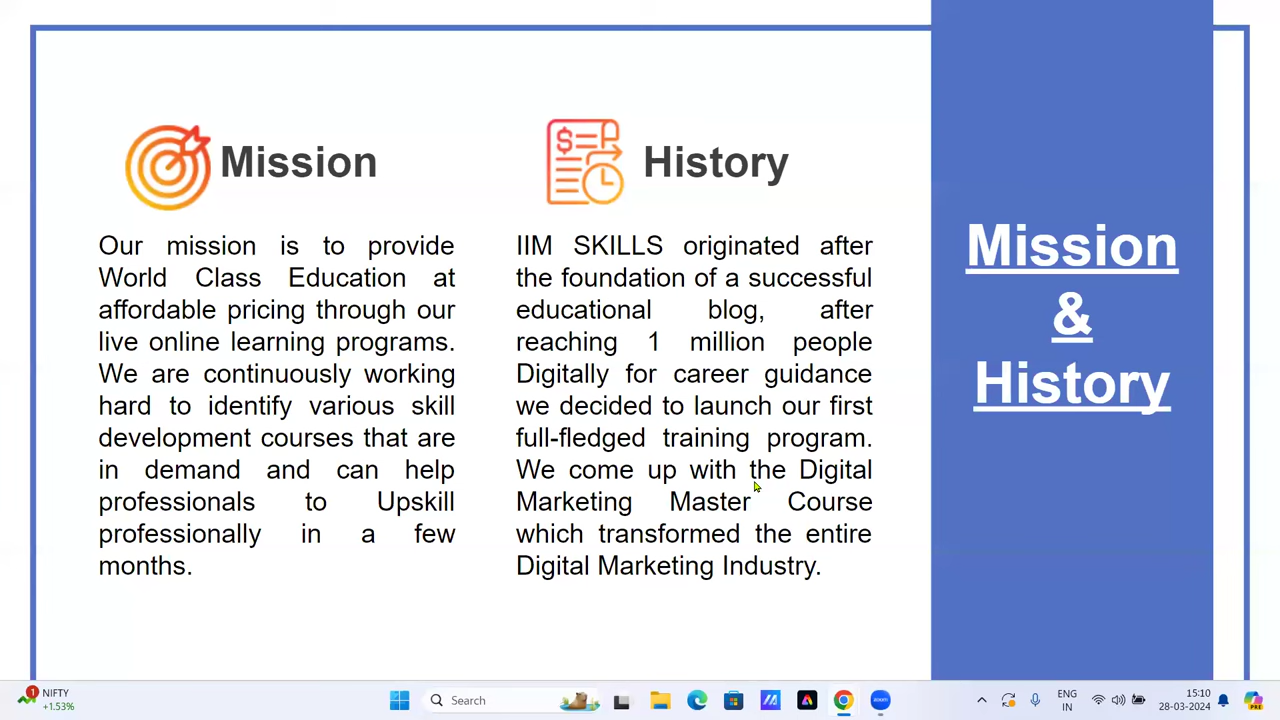 Mission
Our mission is to provide
World Class Education at
affordable pricing through our
live online learning programs.
We are continuously working
hard to identify various skill
development courses that are
in demand and can help
professionals to Upskill
professionally in a few
months.
History
IIM SKILLS originated after
the foundation of a successful
educational blog, after
reaching 1 million people
Digitally for career guidance
we decided to launch our first
full-fledged training program.
We come up with the Digital
Marketing Master Course
which transformed the entire
Digital Marketing Industry.
Mission
&
History
1
NIFTY
+1.53%
Search
zoom
ENG
IN
15:10
28-03-2024
PRE